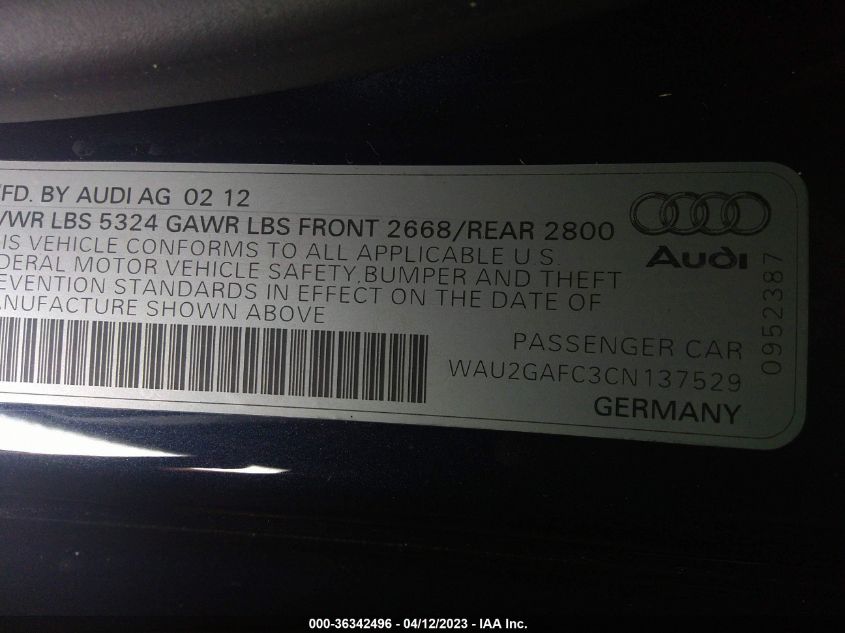 FD. BY AUDI AG 02 12
/WR LBS 5324 GAWR LBS FRONT 2668/REAR 2800
IS VEHICLE CONFORMS TO ALL APPLICABLE U.S.
DERAL MOTOR VEHICLE SAFETY, BUMPER AND THEFT
EVENTION STANDARDS IN EFFECT ON THE DATE OF
ANUFACTURE SHOWN ABOVE
Audi
0952387
PASSENGER CAR
WAU2GAFC3CN137529
GERMANY
000-36342496 - 04/12/2023 - IAA Inc.